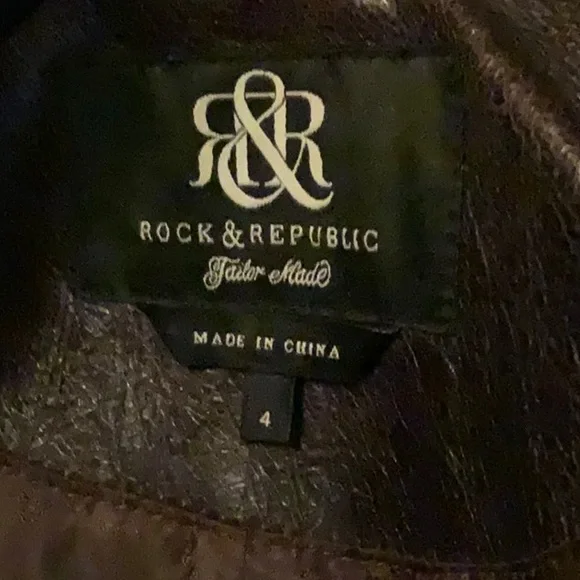 R&R
ROCK & REPUBLIC
Tailor Made
MADE IN CHINA
4